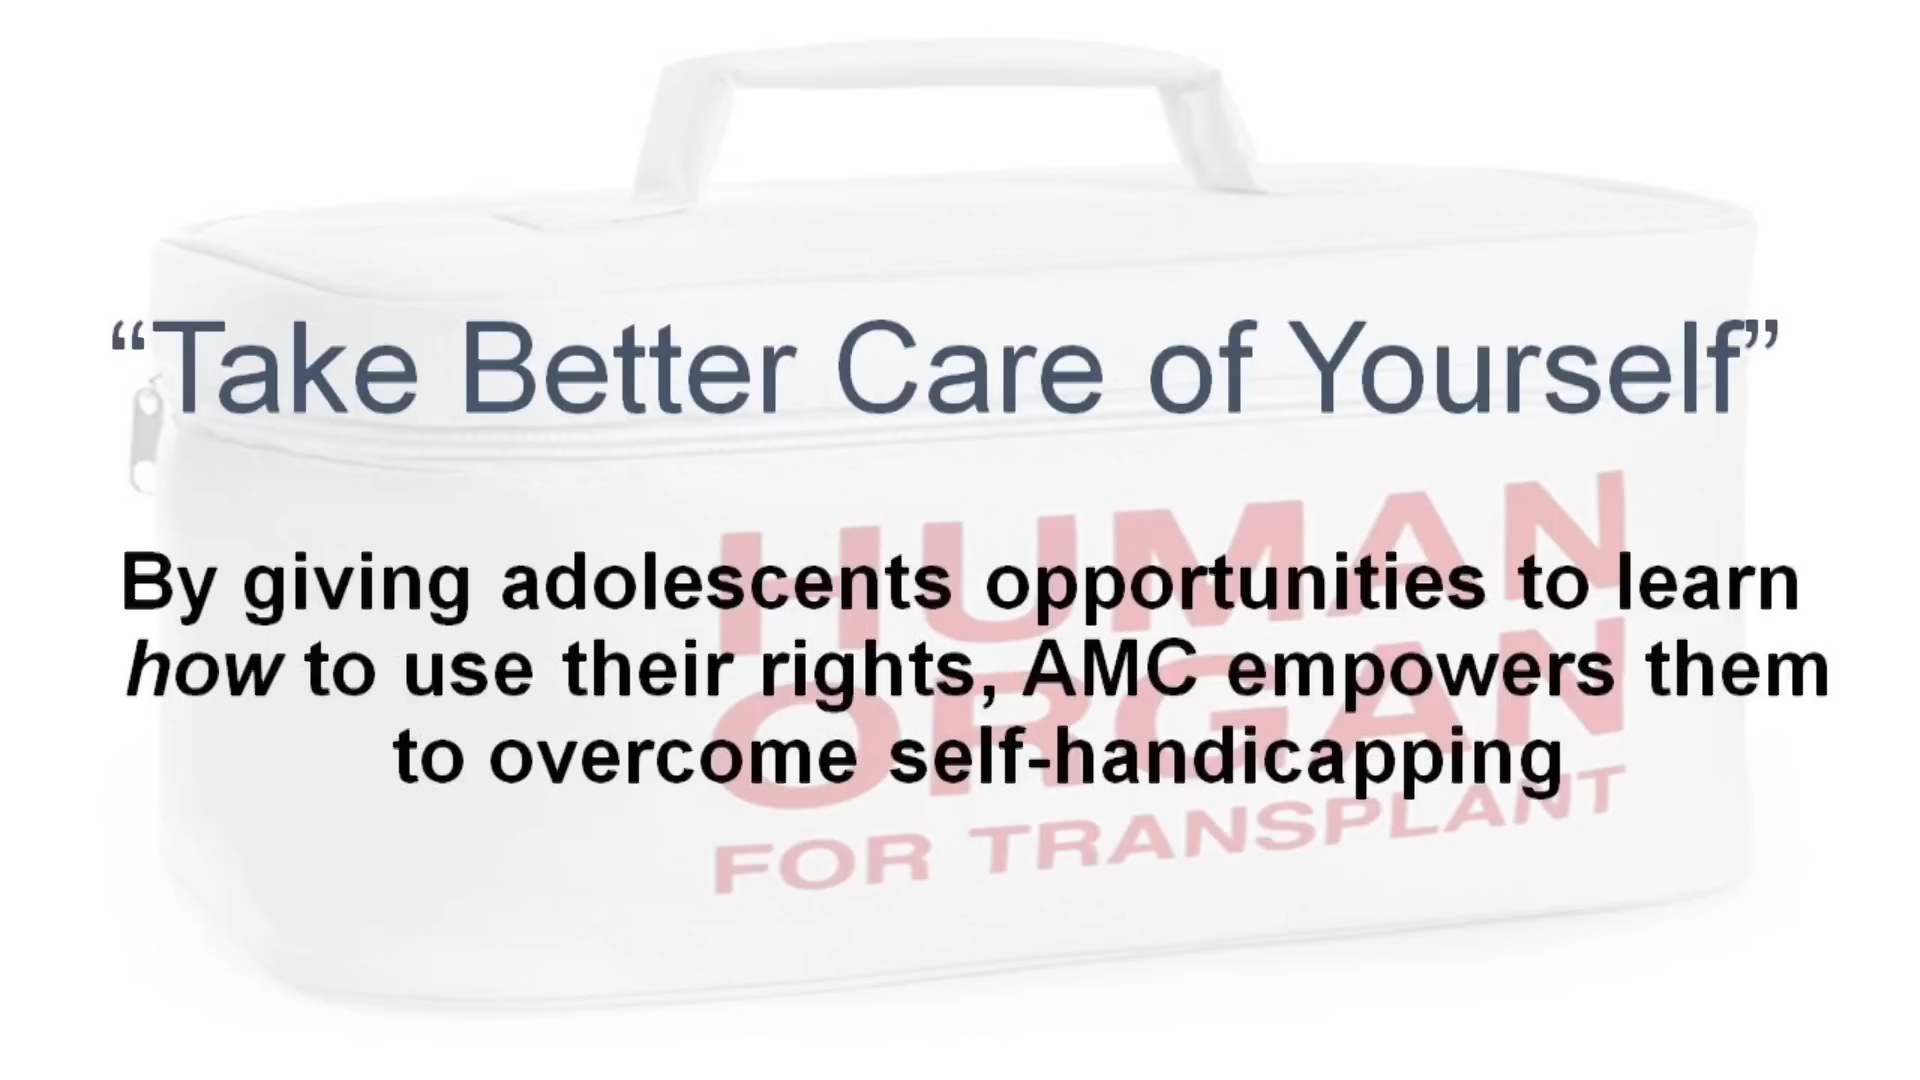 “Take Better Care of Yourself”
HUMAN
ORGAN
FOR TRANSPLANT
By giving adolescents opportunities to learn
how to use their rights, AMC empowers them
to overcome self-handicapping